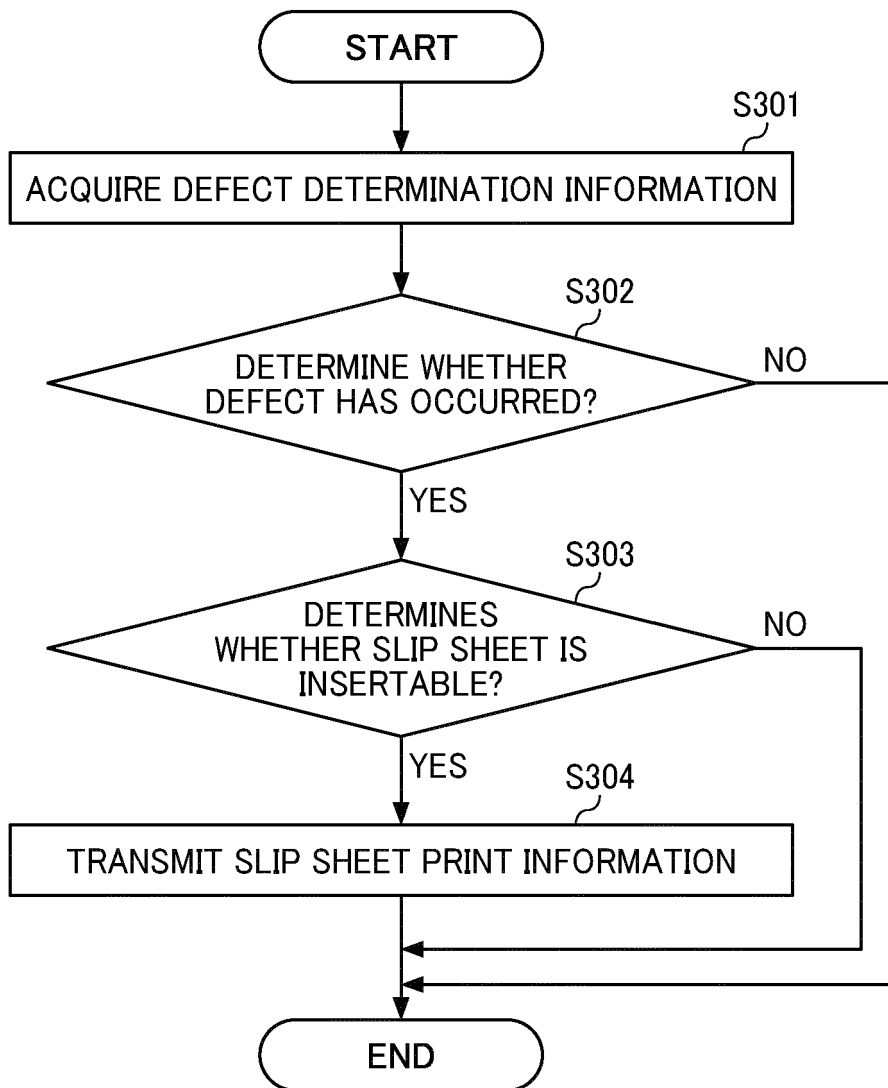 START
S301
ACQUIRE DEFECT DETERMINATION INFORMATION
S302
DETERMINE WHETHER
DEFECT HAS OCCURRED?
NO
YES
S303
DETERMINES
WHETHER SLIP SHEET IS
INSERTABLE?
NO
YES
S304
TRANSMIT SLIP SHEET PRINT INFORMATION
END